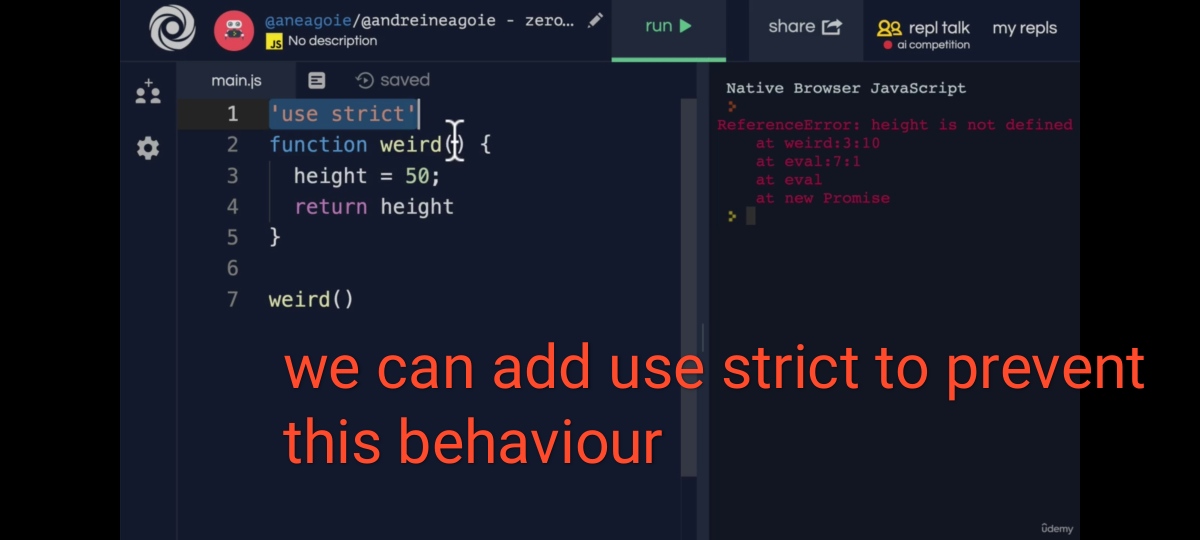 @aneagoie/@andreineagoie - zero...
JS No description
run
share
repl talk
ai competition
my repls
main.js
saved
1 'use strict'
2 function weird() {
3 height = 50;
4 return height
5 }
6
7 weird()
Native Browser JavaScript
ReferenceError: height is not defined
at weird:3:10
at eval:7:1
at eval
at new Promise
we can add use strict to prevent
this behaviour
ûdemy